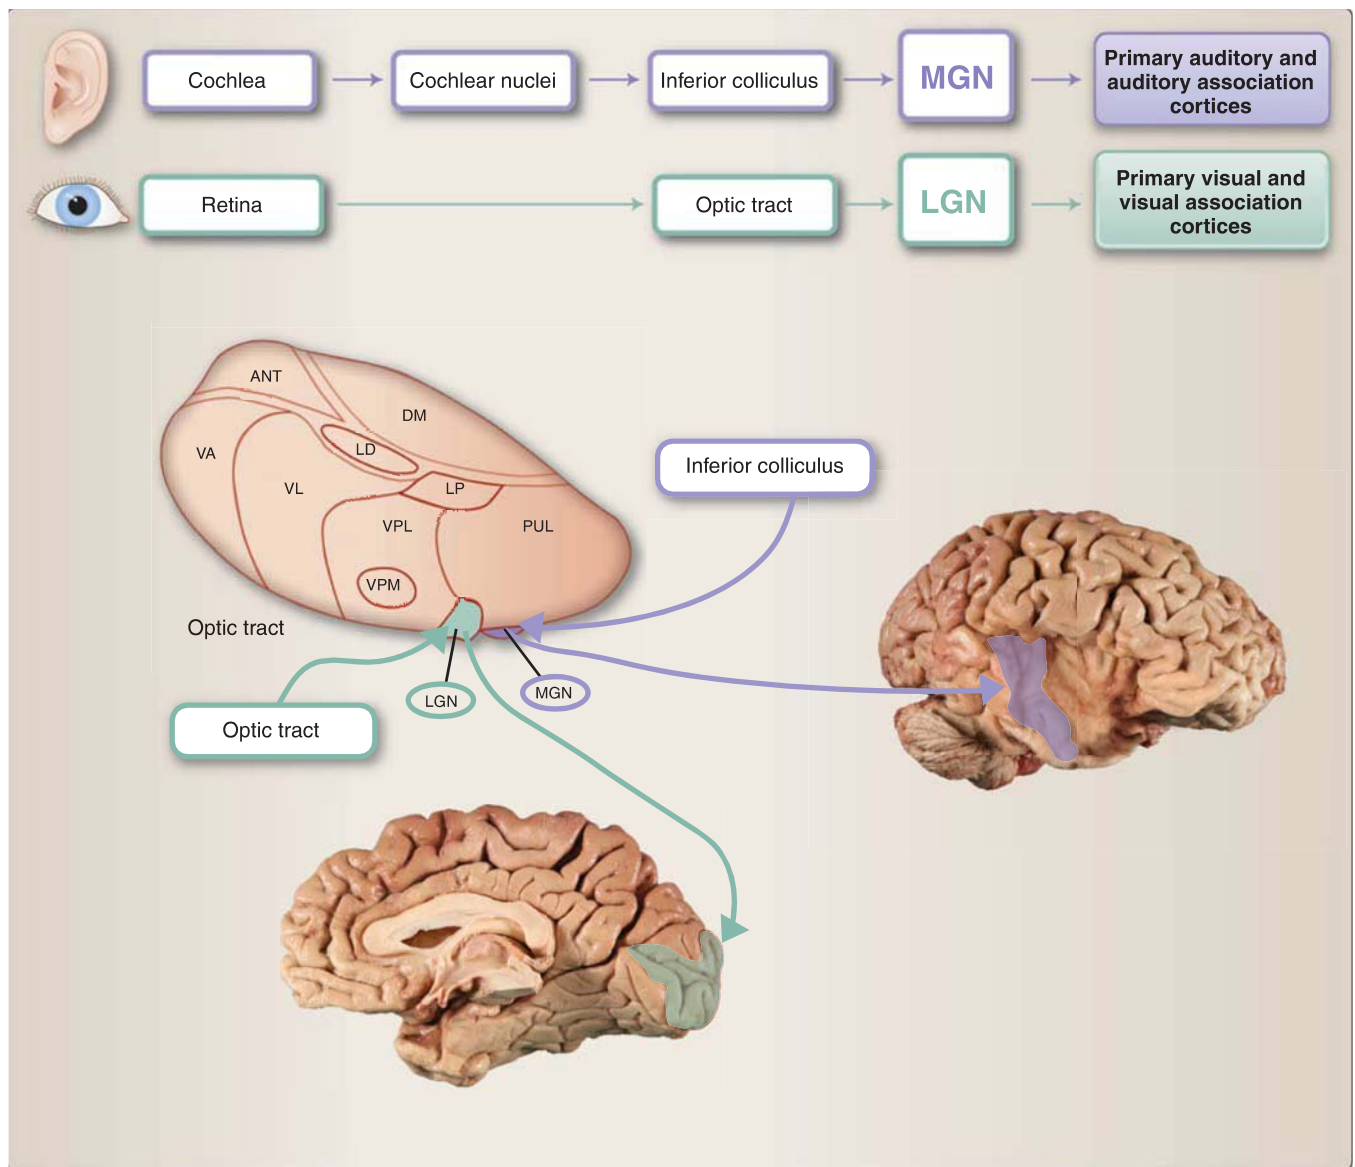 Cochlea
Cochlear nuclei
Inferior colliculus
MGN
Primary auditory and
auditory association
cortices
Retina
Optic tract
LGN
Primary visual and
visual association
cortices
ANT
DM
VA
LD
VL
LP
VPL
PUL
VPM
Inferior colliculus
Optic tract
LGN
MGN
Optic tract